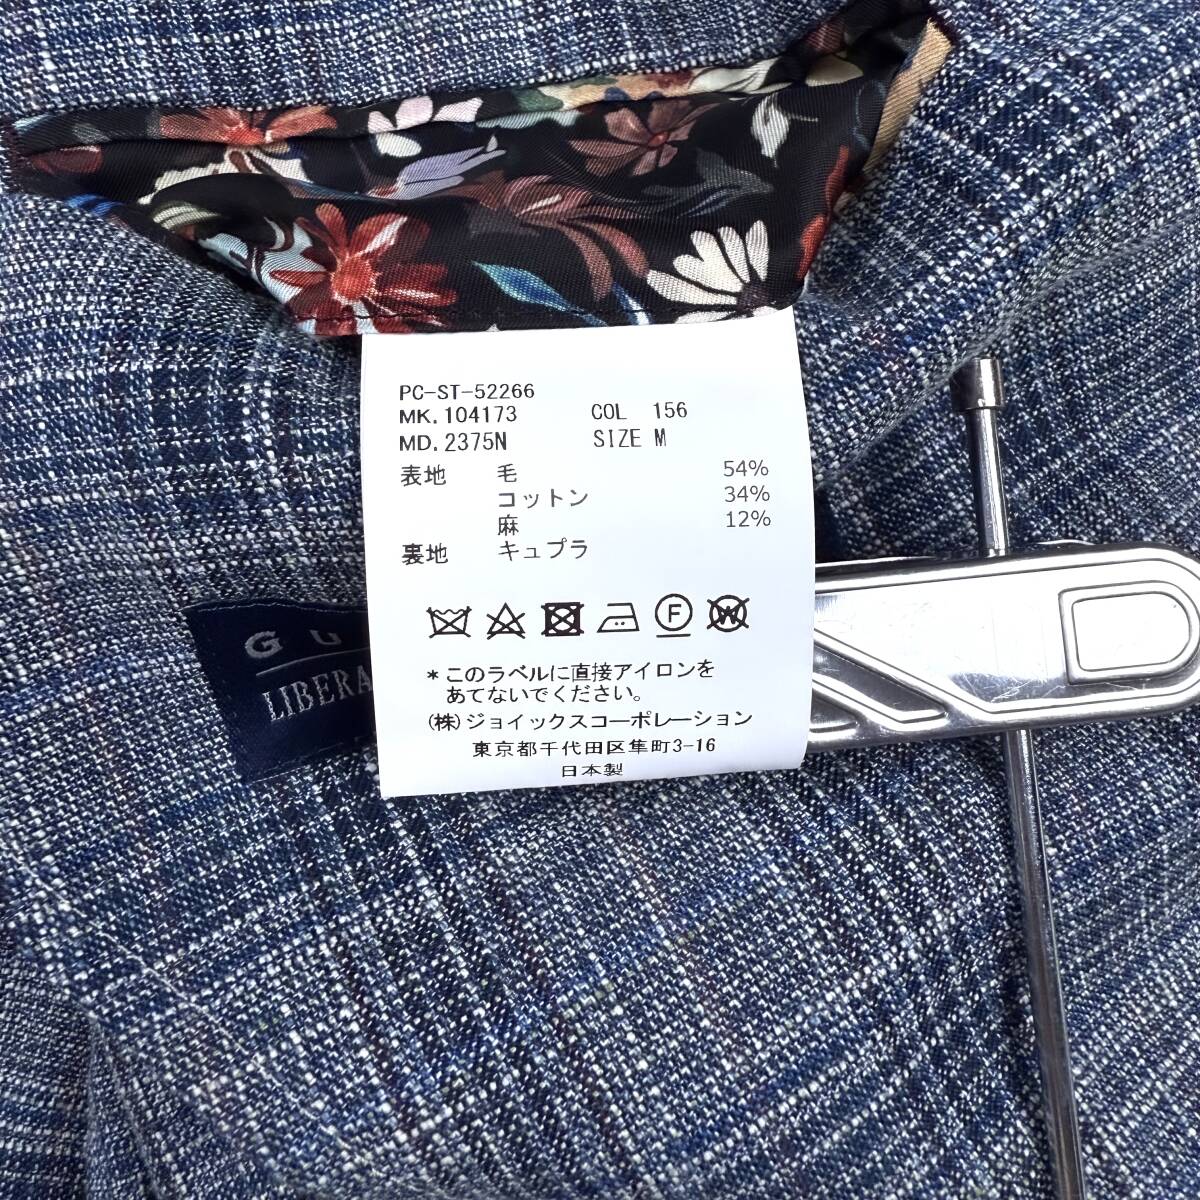 PC-ST-52266
MK.104173 COL 156
MD.2375N SIZE M
表地 毛 54%
コットン 34%
麻 12%
裏地 キュプラ
F W
*このラベルに直接アイロンを
あてないでください。
(株)ジョイックスコーポレーション
東京都千代田区隼町3-16
日本製